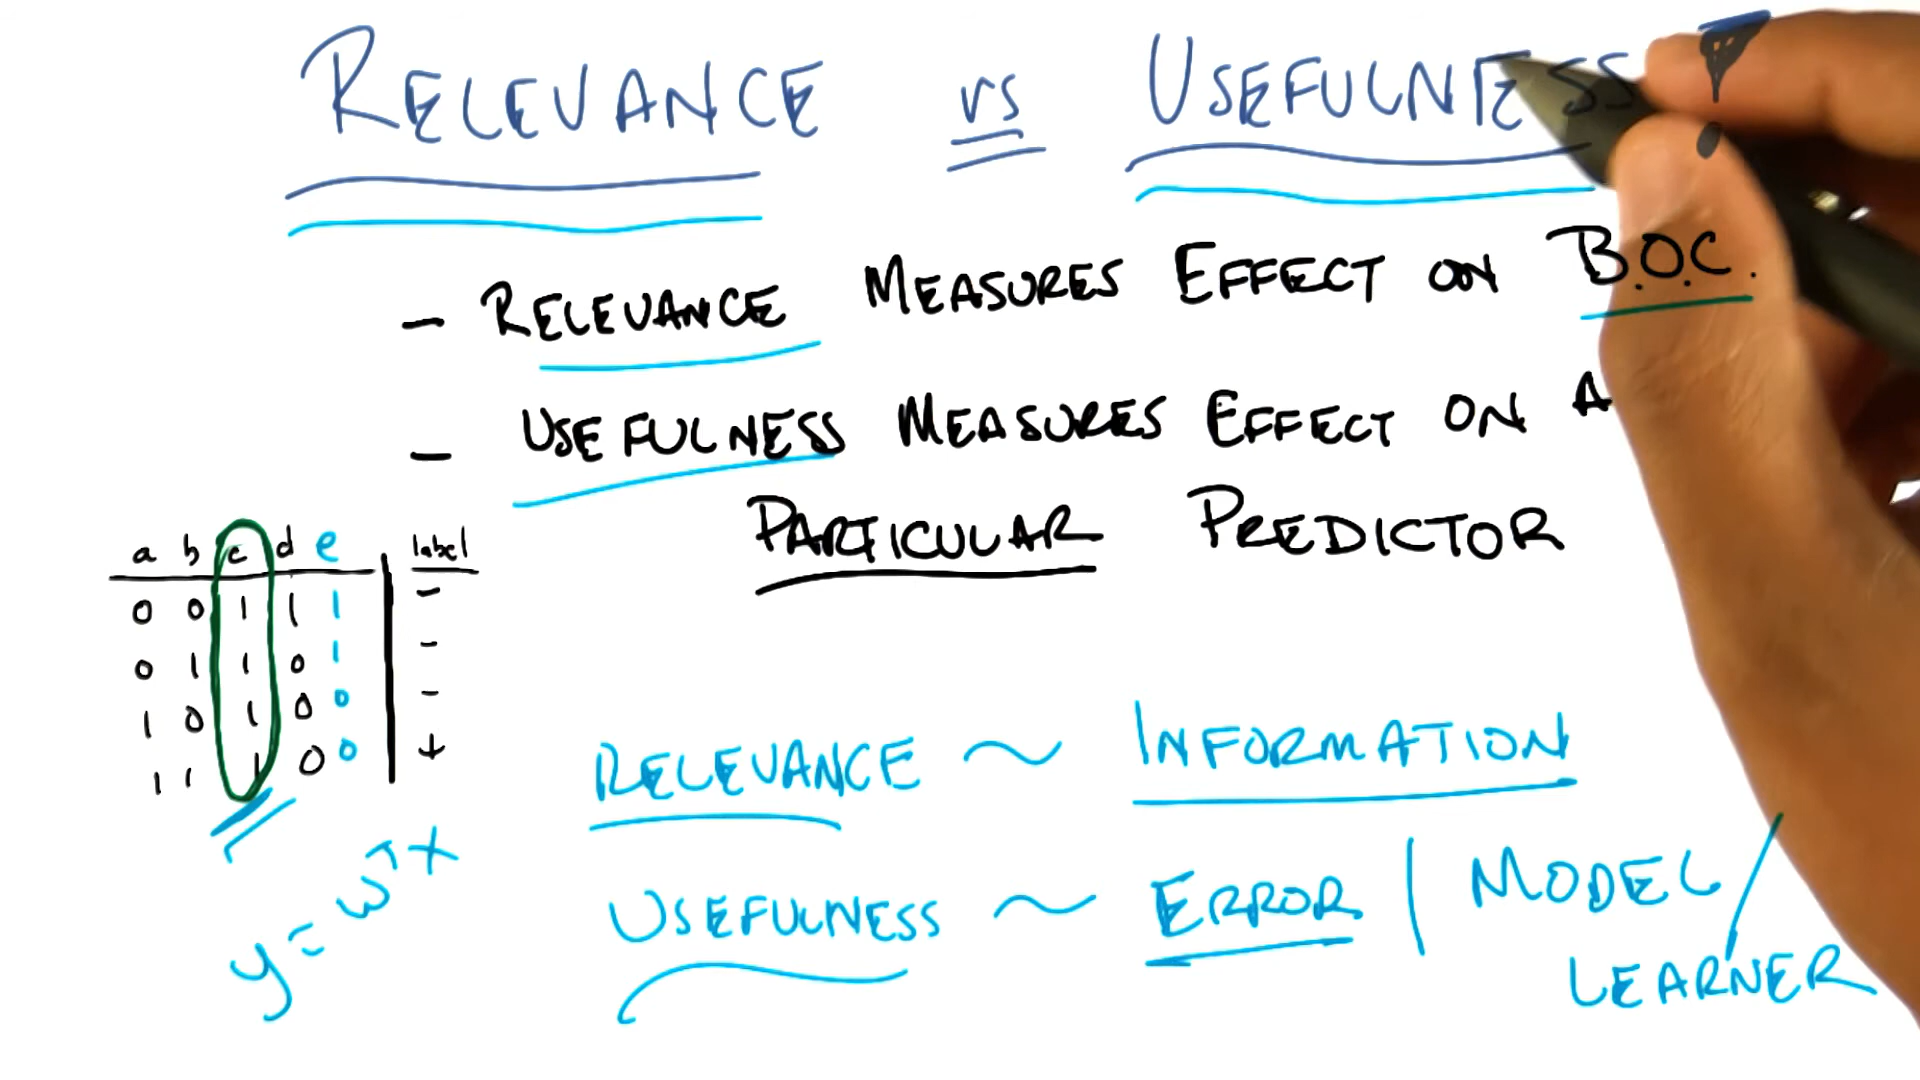 RELEVANCE vs USEFULNESS!
- RELEVANCE MEASURES EFFECT ON B.O.C.
- USEFULNESS MEASURES EFFECT ON A
PARTICULAR PREDICTOR
a b c d e label
0 0 1 1 1 -
0 1 1 0 1 -
1 0 1 0 0 -
1 1 1 0 0 +
y = wᵀx
RELEVANCE ~ INFORMATION
USEFULNESS ~ ERROR | MODEL/
LEARNER